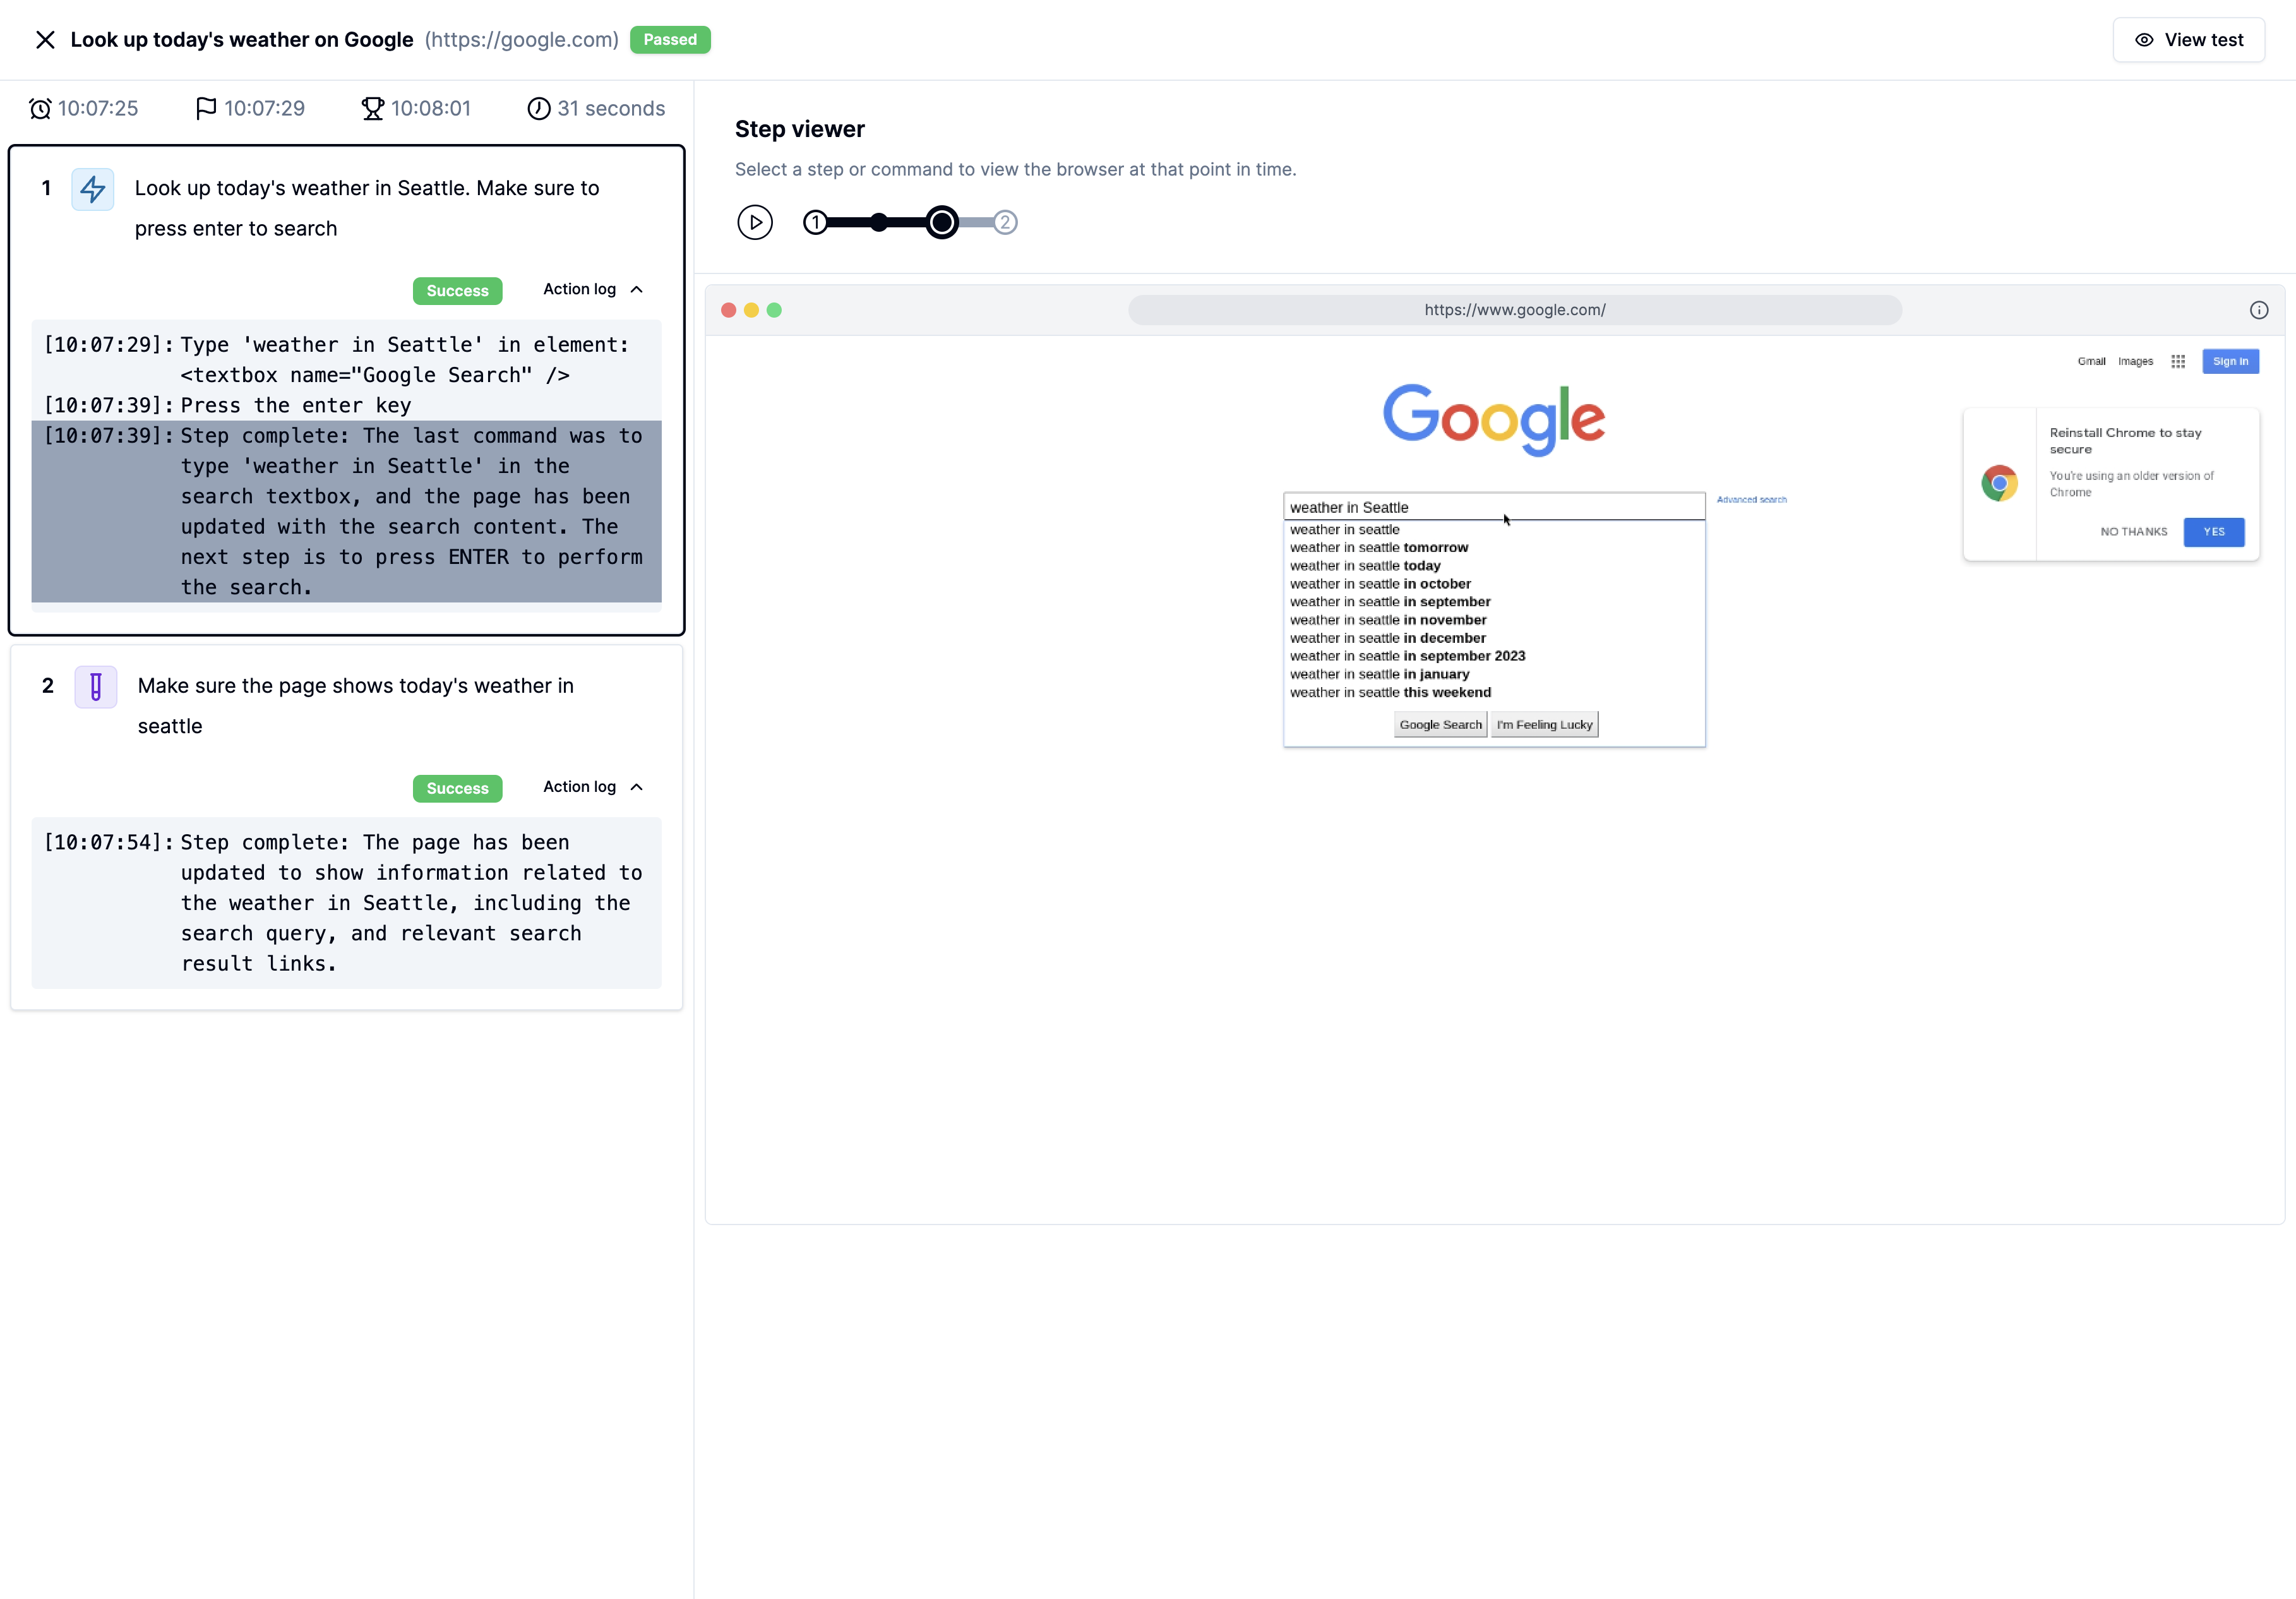 Look up today's weather on Google (https://google.com) Passed
View test
10:07:25 10:07:29 10:08:01 31 seconds
1 Look up today's weather in Seattle. Make sure to
press enter to search
Success Action log
[10:07:29]: Type 'weather in Seattle' in element:
<textbox name="Google Search" />
[10:07:39]: Press the enter key
[10:07:39]: Step complete: The last command was to
type 'weather in Seattle' in the
search textbox, and the page has been
updated with the search content. The
next step is to press ENTER to perform
the search.
2 Make sure the page shows today's weather in
seattle
Success Action log
[10:07:54]: Step complete: The page has been
updated to show information related to
the weather in Seattle, including the
search query, and relevant search
result links.
Step viewer
Select a step or command to view the browser at that point in time.
1 2
https://www.google.com/
Gmail Images Sign in
Google
Reinstall Chrome to stay
secure
You're using an older version of
Chrome
NO THANKS YES
weather in Seattle
Advanced search
weather in seattle
weather in seattle tomorrow
weather in seattle today
weather in seattle in october
weather in seattle in september
weather in seattle in november
weather in seattle in december
weather in seattle in september 2023
weather in seattle in january
weather in seattle this weekend
Google Search I'm Feeling Lucky